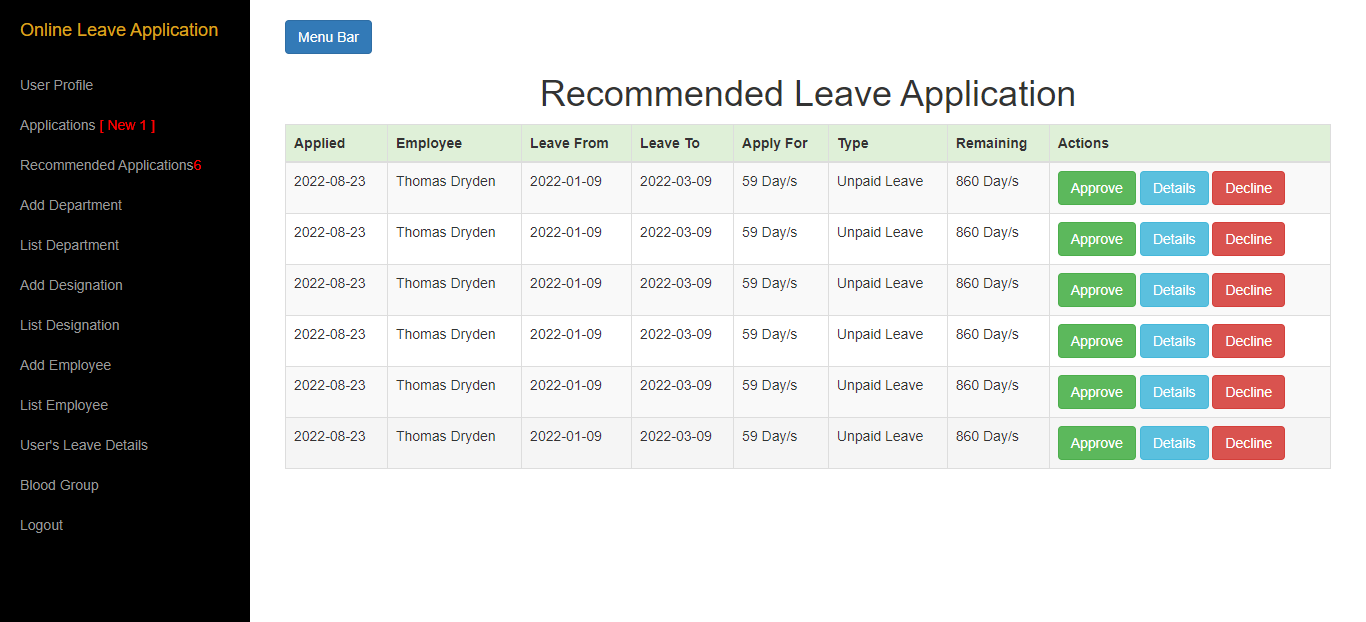 Online Leave Application
User Profile
Applications [ New 1 ]
Recommended Applications6
Add Department
List Department
Add Designation
List Designation
Add Employee
List Employee
User's Leave Details
Blood Group
Logout
Menu Bar
Recommended Leave Application
Applied Employee Leave From Leave To Apply For Type Remaining Actions
2022-08-23 Thomas Dryden 2022-01-09 2022-03-09 59 Day/s Unpaid Leave 860 Day/s Approve Details Decline
2022-08-23 Thomas Dryden 2022-01-09 2022-03-09 59 Day/s Unpaid Leave 860 Day/s Approve Details Decline
2022-08-23 Thomas Dryden 2022-01-09 2022-03-09 59 Day/s Unpaid Leave 860 Day/s Approve Details Decline
2022-08-23 Thomas Dryden 2022-01-09 2022-03-09 59 Day/s Unpaid Leave 860 Day/s Approve Details Decline
2022-08-23 Thomas Dryden 2022-01-09 2022-03-09 59 Day/s Unpaid Leave 860 Day/s Approve Details Decline
2022-08-23 Thomas Dryden 2022-01-09 2022-03-09 59 Day/s Unpaid Leave 860 Day/s Approve Details Decline